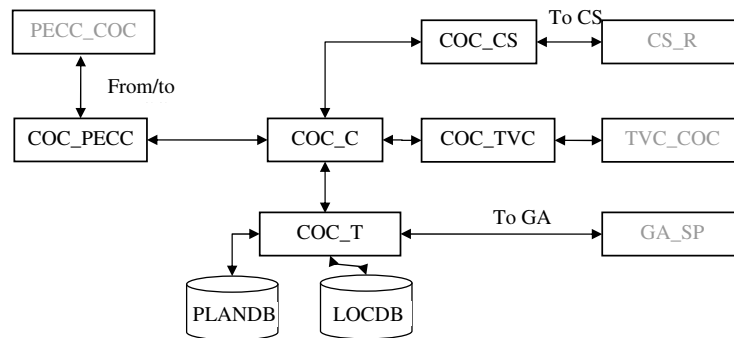 To CS
PECC_COC
COC_CS
CS_R
From/to
COC_PECC
COC_C
COC_TVC
TVC_COC
To GA
COC_T
GA_SP
PLANDB
LOCDB